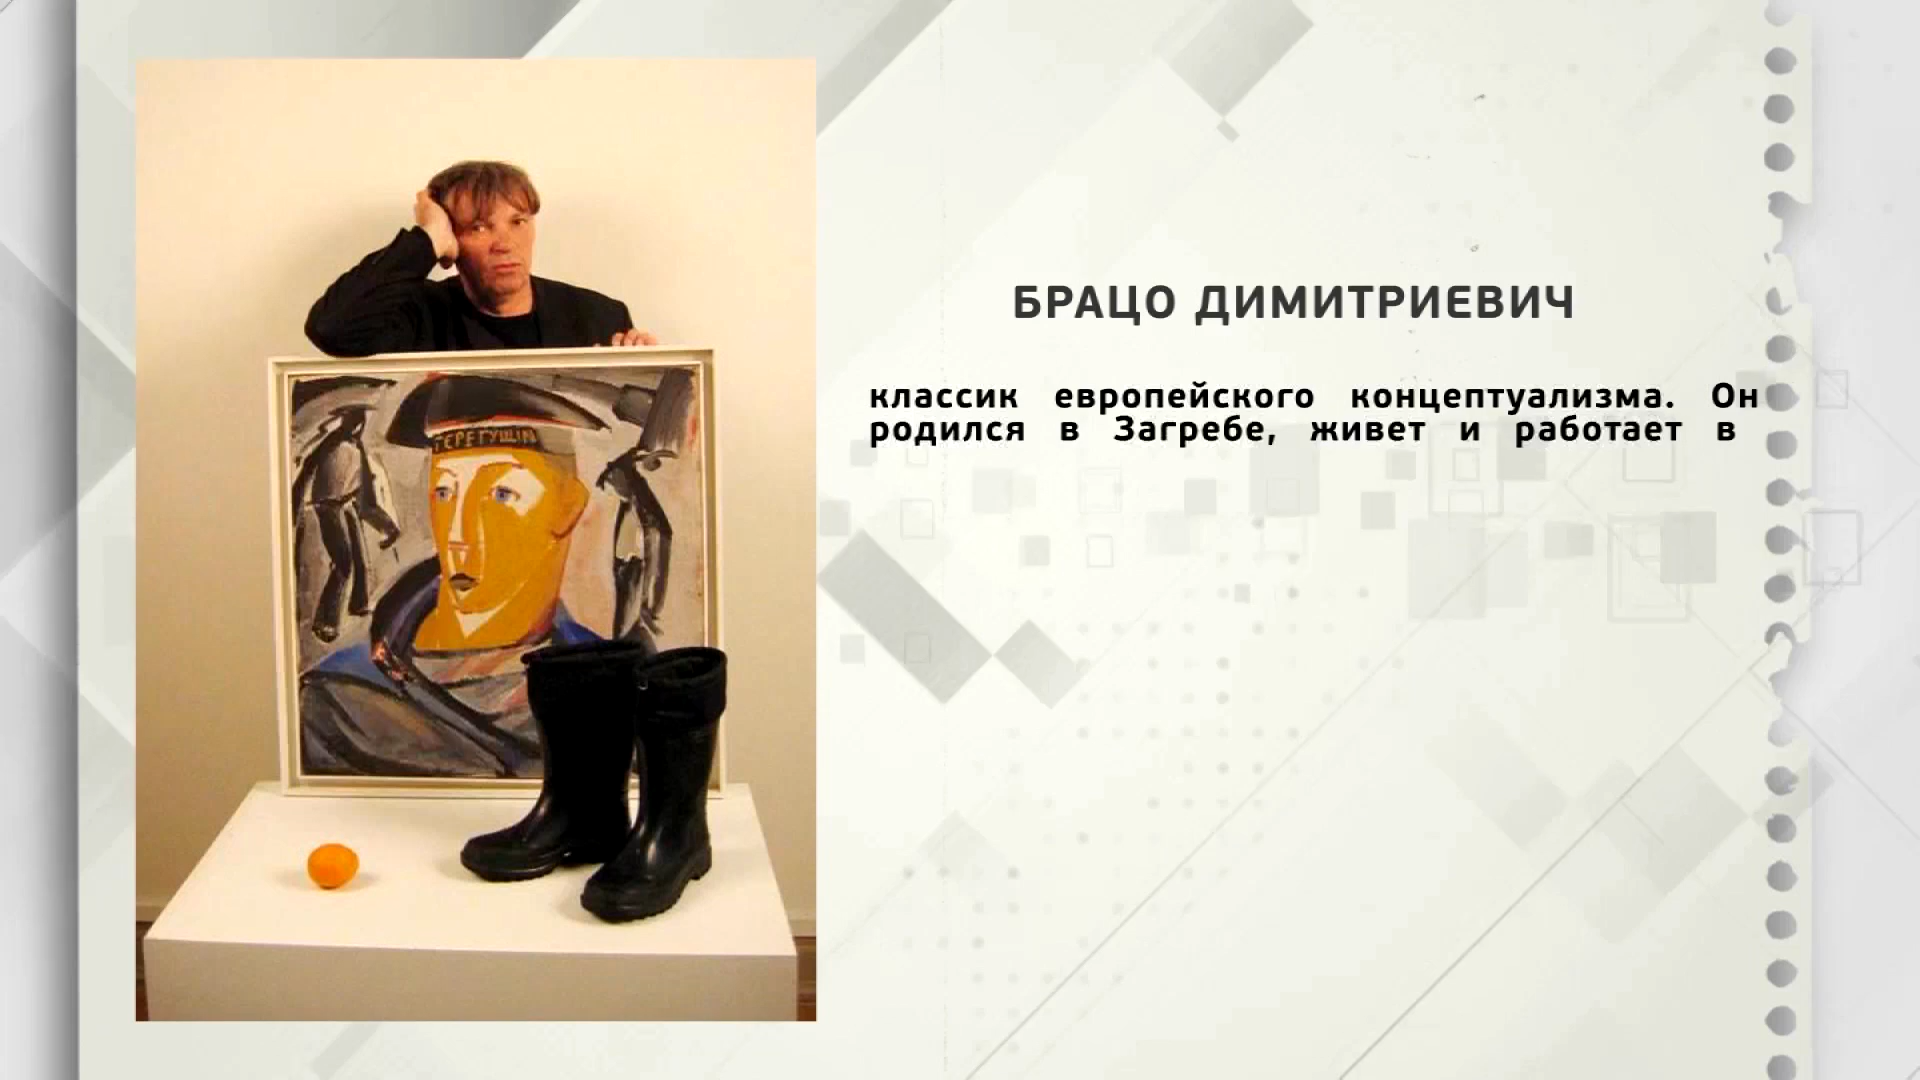 БРАЦО ДИМИТРИЕВИЧ
классик европейского концептуализма. Он
родился в Загребе, живет и работает в